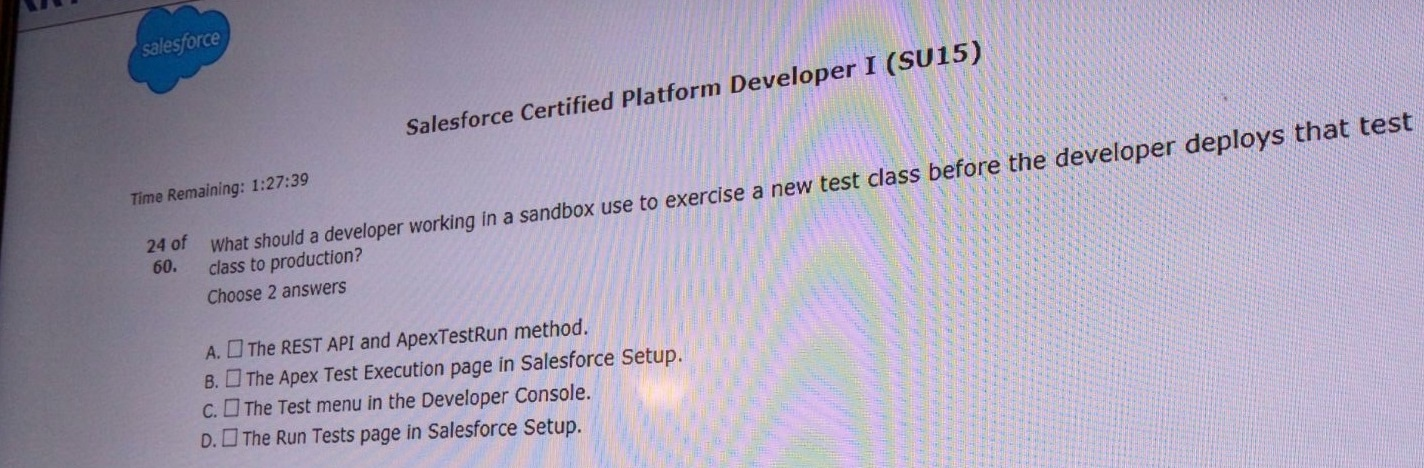 salesforce
Salesforce Certified Platform Developer I (SU15)
Time Remaining: 1:27:39
24 of What should a developer working in a sandbox use to exercise a new test class before the developer deploys that test
60. class to production?
Choose 2 answers
A. The REST API and ApexTestRun method.
B. The Apex Test Execution page in Salesforce Setup.
C. The Test menu in the Developer Console.
D. The Run Tests page in Salesforce Setup.